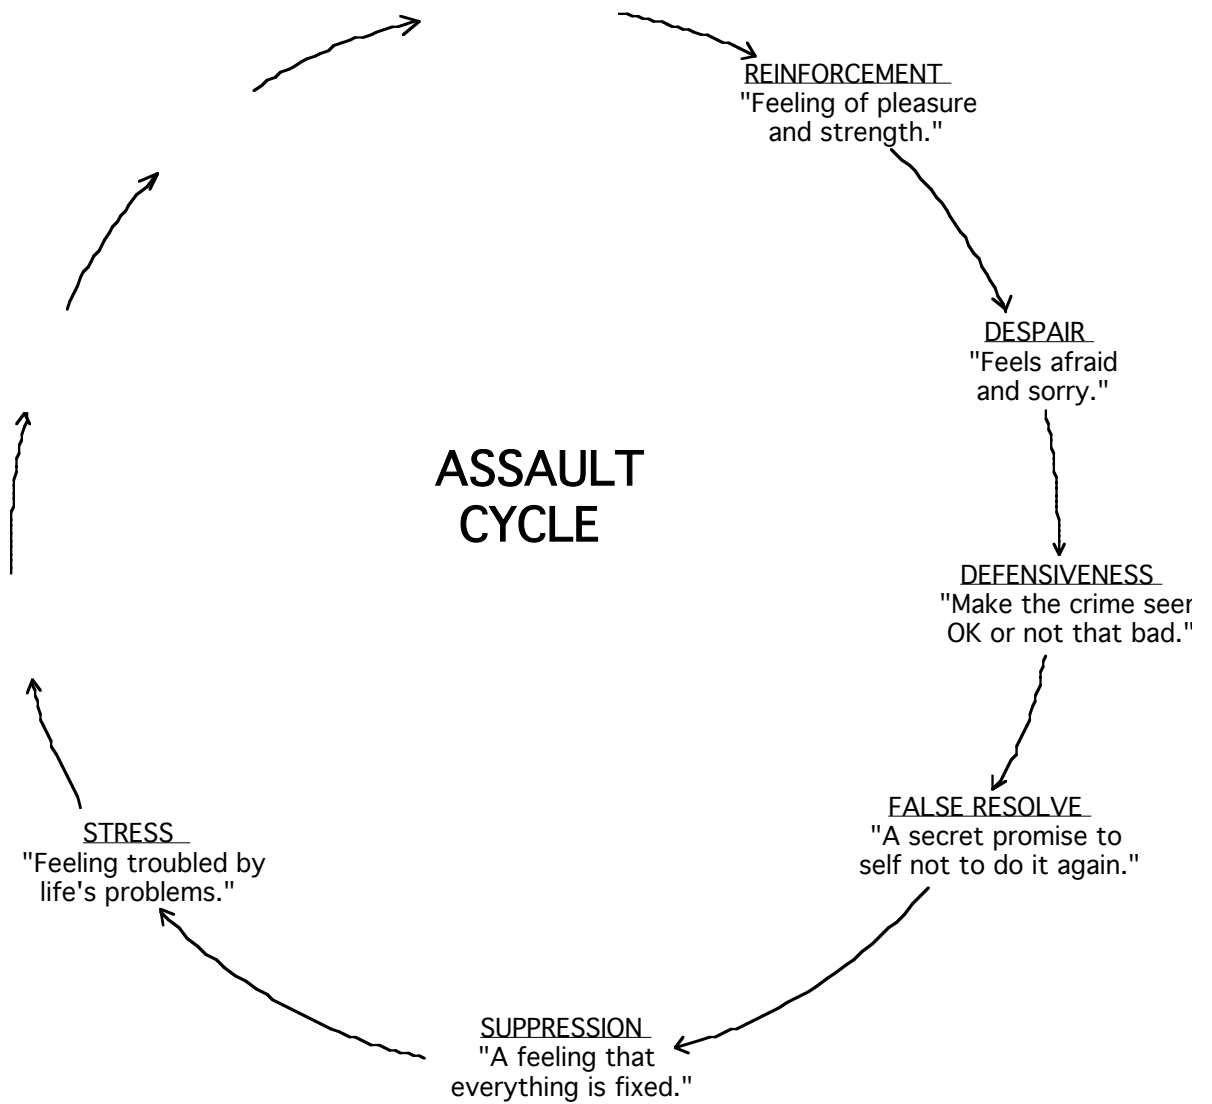 REINFORCEMENT
"Feeling of pleasure
and strength."
DESPAIR
"Feels afraid
and sorry."
ASSAULT
CYCLE
DEFENSIVENESS
"Make the crime seer
OK or not that bad."
FALSE RESOLVE
"A secret promise to
self not to do it again."
SUPPRESSION
"A feeling that
everything is fixed."
STRESS
"Feeling troubled by
life's problems."